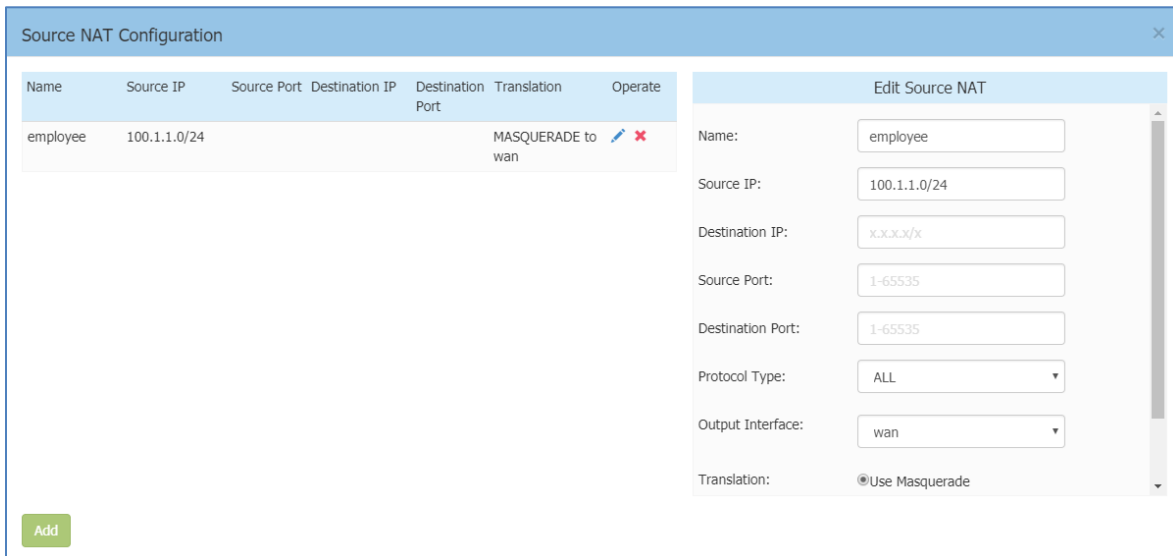 Source NAT Configuration
×
Name Source IP Source Port Destination IP Destination Port Translation Operate
employee 100.1.1.0/24 MASQUERADE to wan
Add
Edit Source NAT
Name: employee
Source IP: 100.1.1.0/24
Destination IP: x.x.x.x/x
Source Port: 1-65535
Destination Port: 1-65535
Protocol Type: ALL
Output Interface: wan
Translation: Use Masquerade